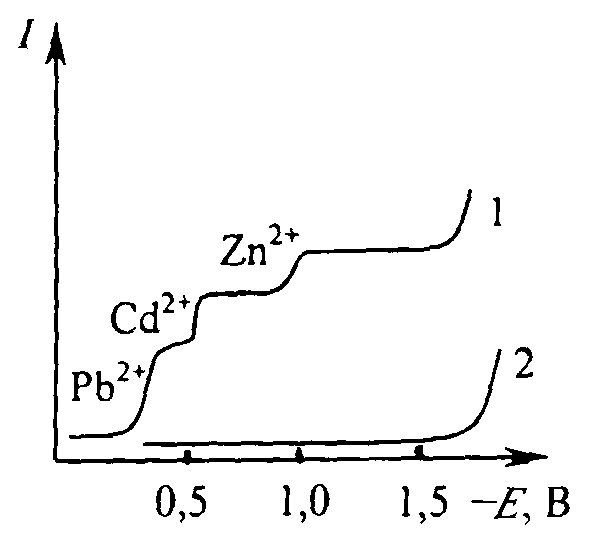 I
1
Zn²⁺
Cd²⁺
2
Pb²⁺
0,5 1,0 1,5 –E, В